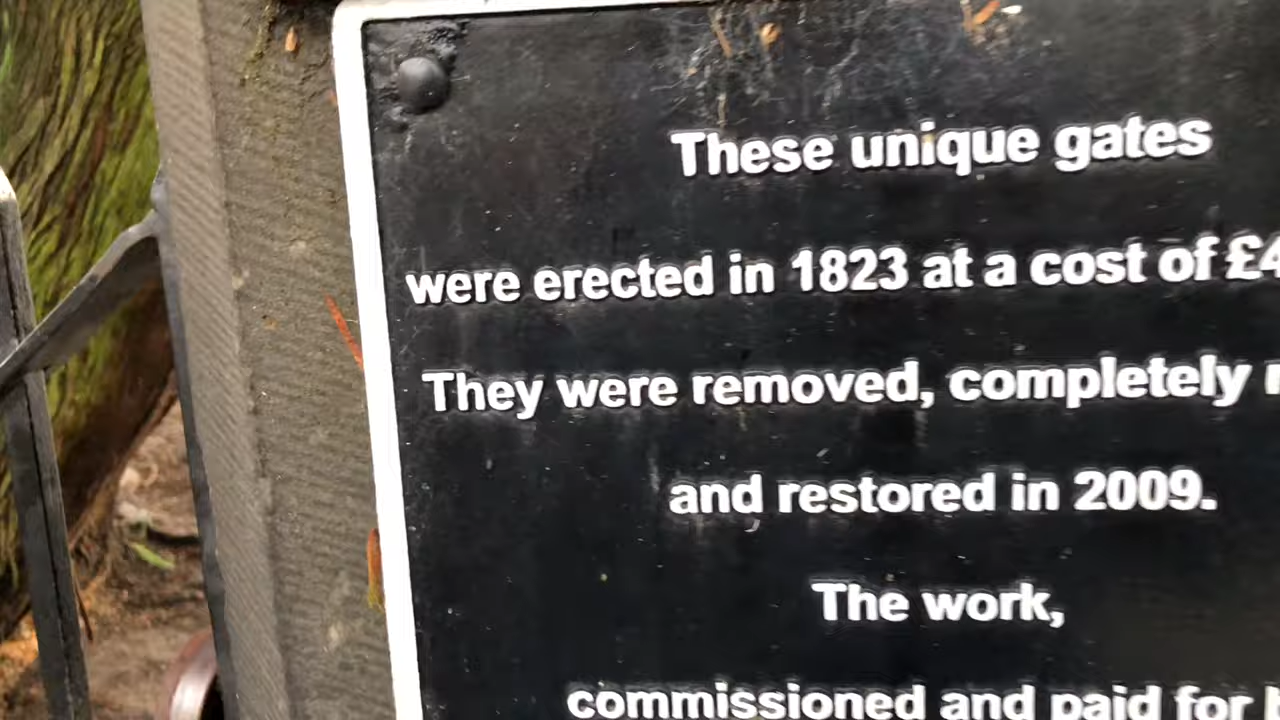 These unique gates
were erected in 1823 at a cost of £4
They were removed, completely
and restored in 2009.
The work,
commissioned and paid for